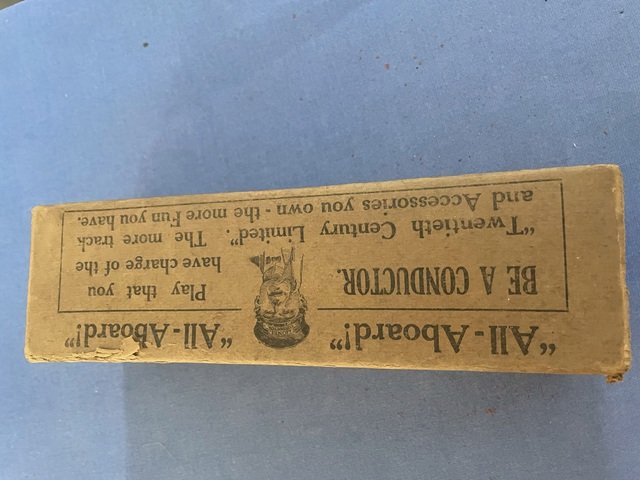 "All-Aboard!" "All-Aboard!"
BE A CONDUCTOR. Play that you
have charge of the
"Twentieth Century Limited". The more track
and Accessories you own - the more Fun you have.